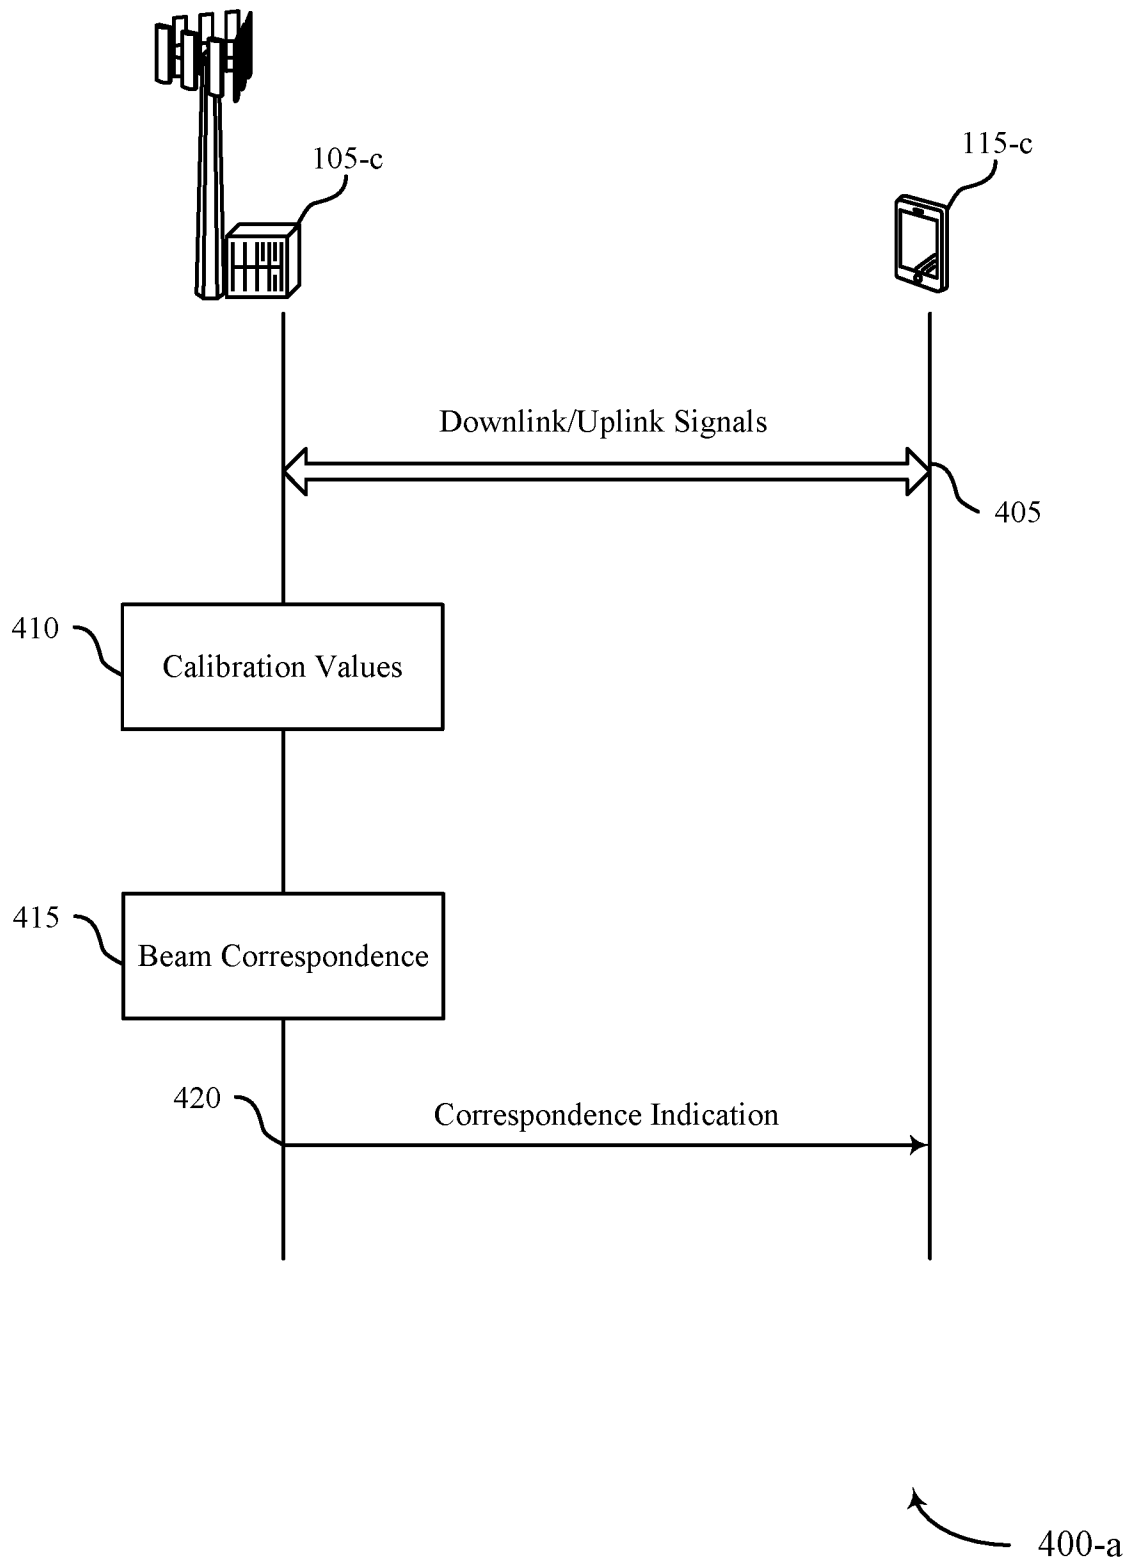 105-c
115-c
Downlink/Uplink Signals
405
410
Calibration Values
415
Beam Correspondence
420
Correspondence Indication
400-a